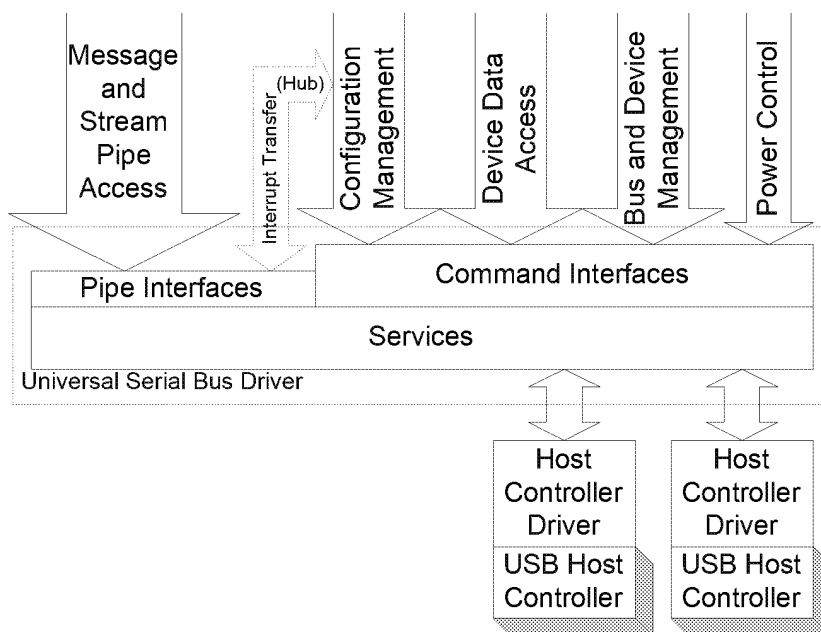 Message
and
Stream
Pipe
Access
Interrupt Transfer
(Hub)
Configuration
Management
Device Data
Access
Bus and Device
Management
Power Control
Pipe Interfaces
Command Interfaces
Services
Universal Serial Bus Driver
Host
Controller
Driver
USB Host
Controller
Host
Controller
Driver
USB Host
Controller